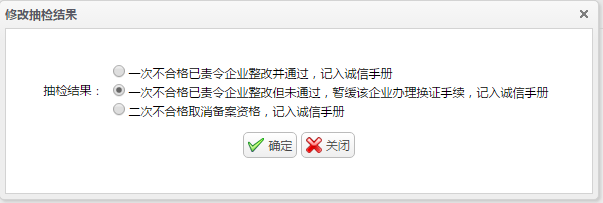 修改抽检结果
一次不合格已责令企业整改并通过，记入诚信手册
抽检结果： 一次不合格已责令企业整改但未通过，暂缓该企业办理换证手续，记入诚信手册
二次不合格取消备案资格，记入诚信手册
确定 关闭